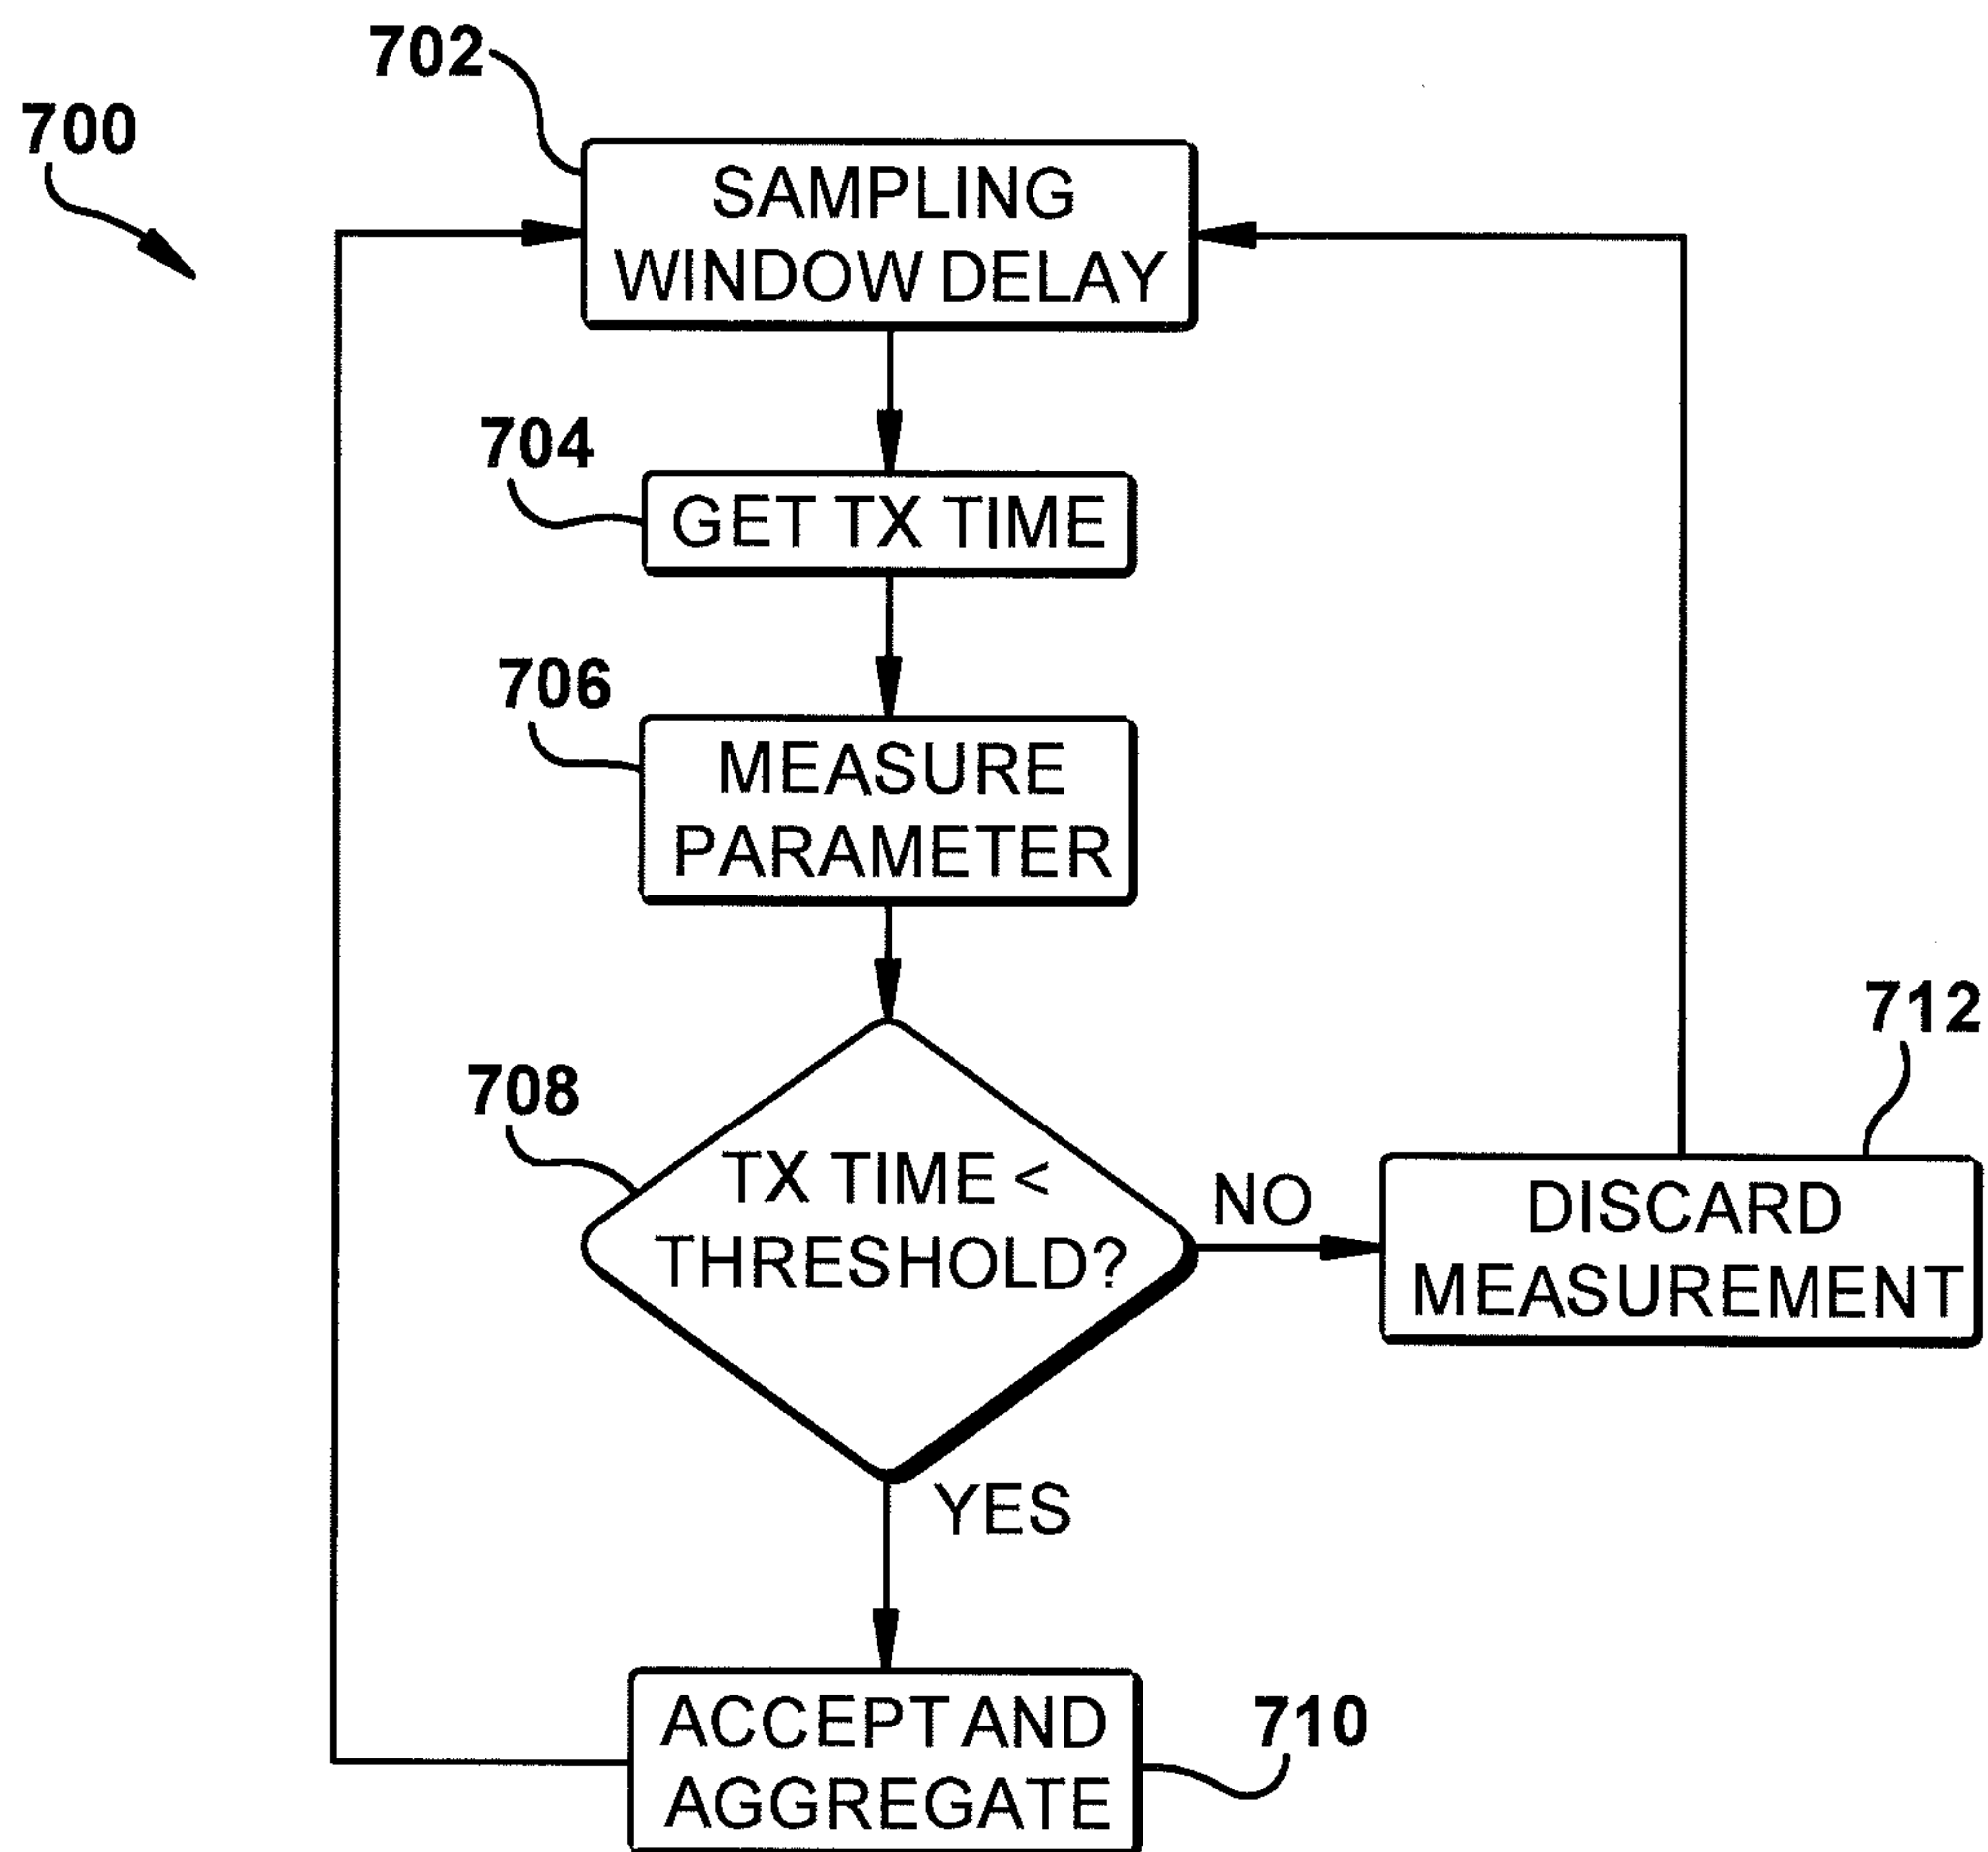 702
700
SAMPLING
WINDOW DELAY
704
GET TX TIME
706
MEASURE
PARAMETER
712
708
TX TIME <
THRESHOLD?
NO
DISCARD
MEASUREMENT
YES
ACCEPT AND
AGGREGATE
710